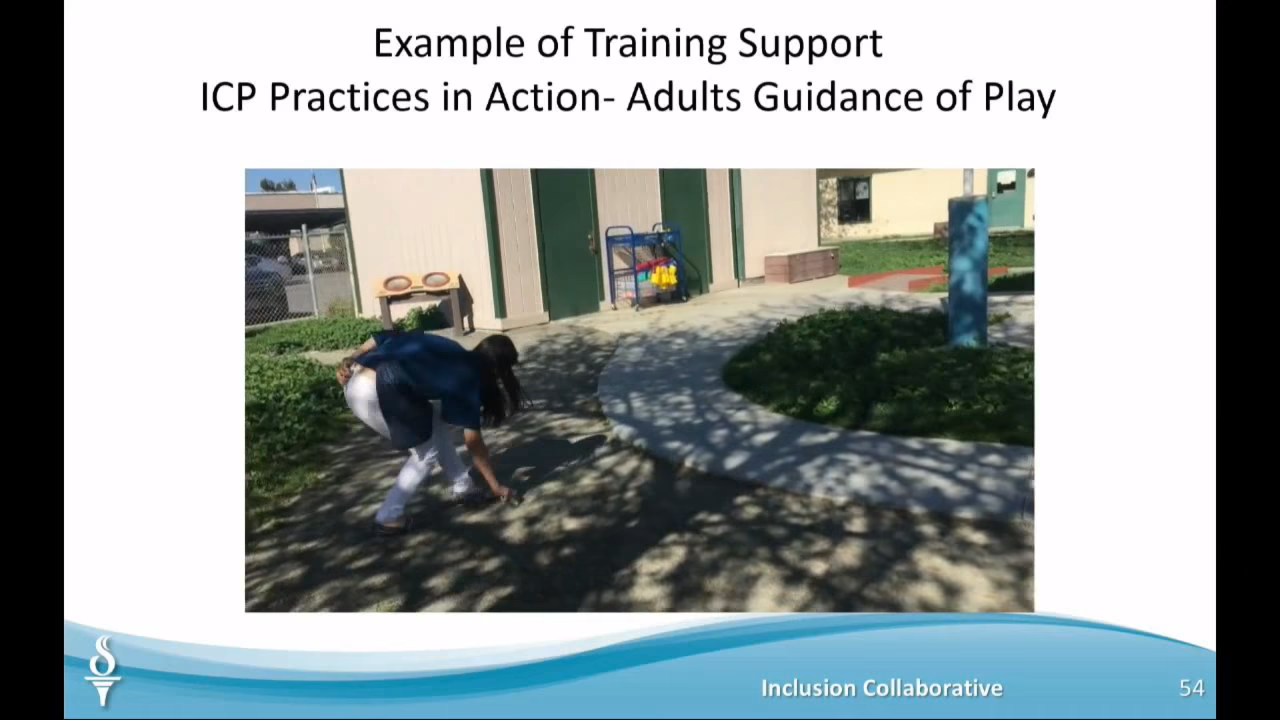 Example of Training Support
ICP Practices in Action- Adults Guidance of Play
Inclusion Collaborative
54